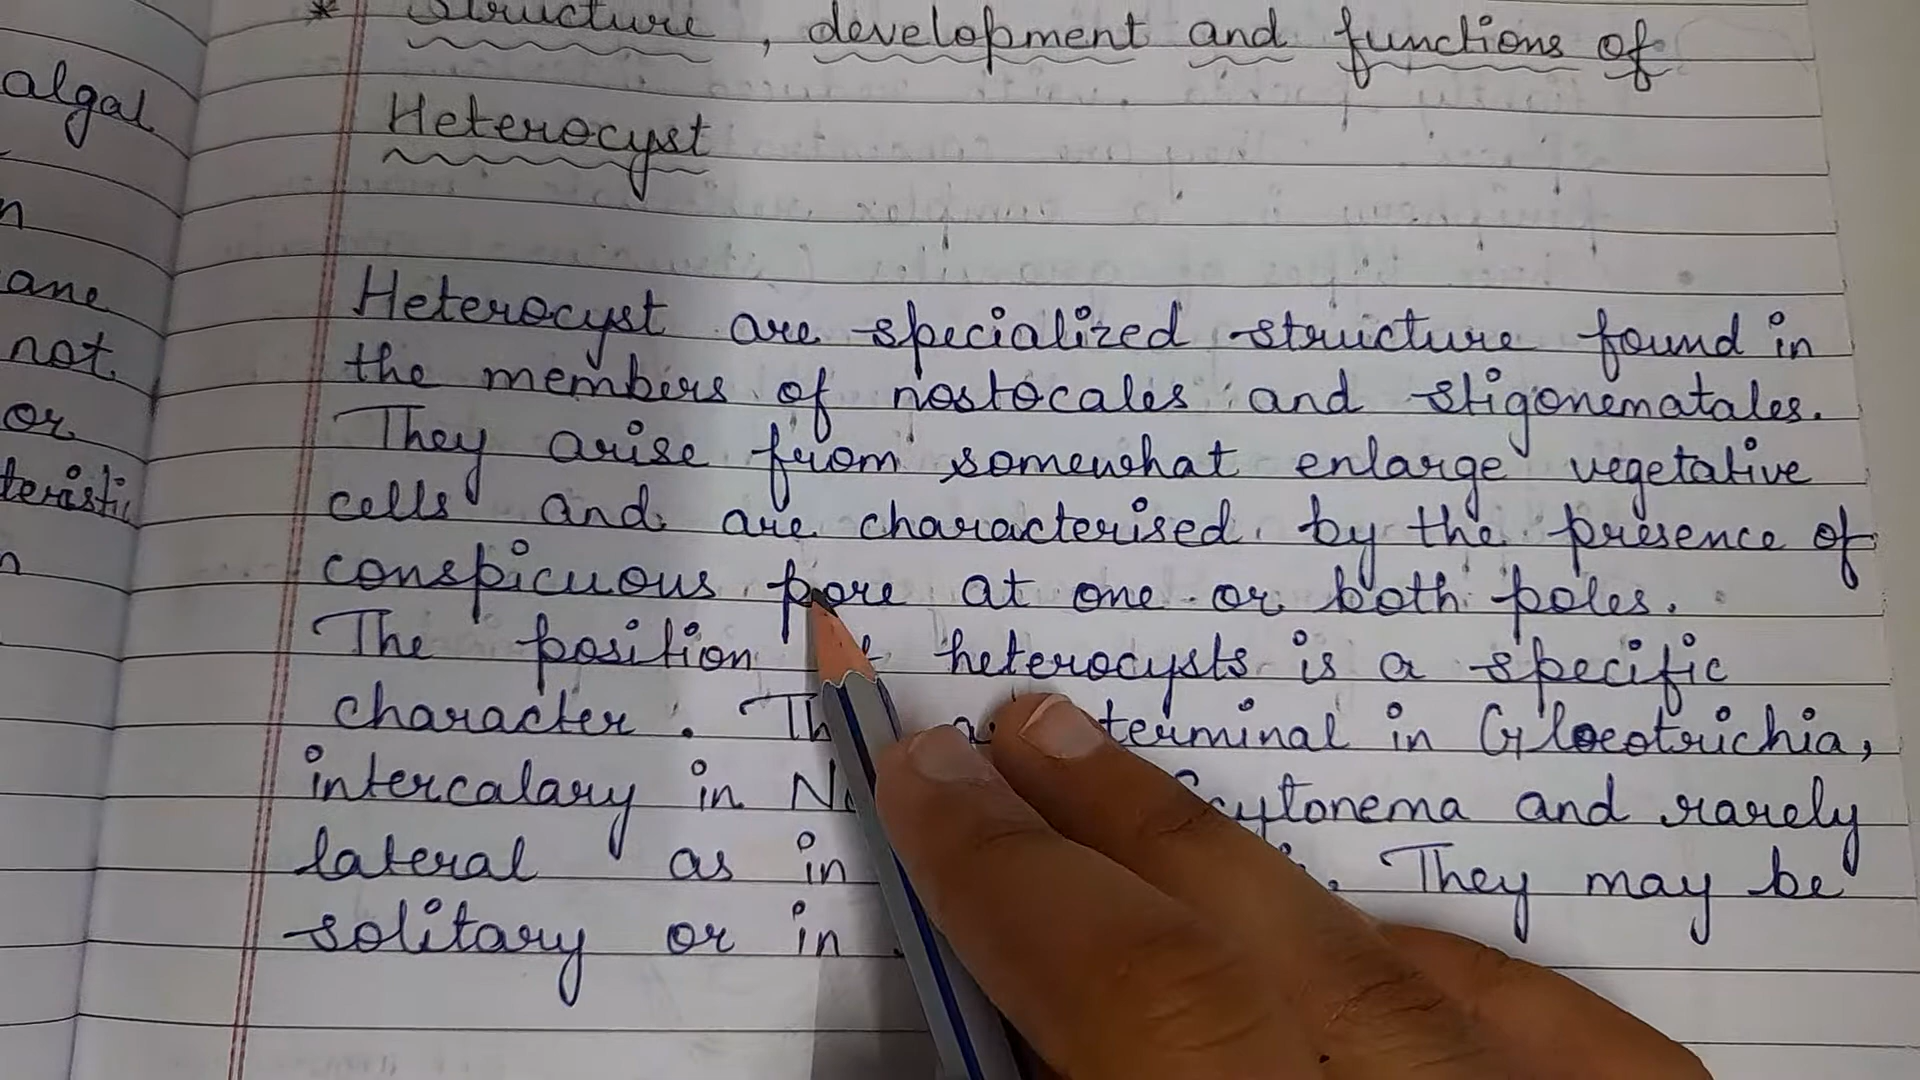 algal
n
ane
not
or
teristic
n
* Structure, development and functions of
Heterocyst
Heterocyst are specialized structure found in
the members of nostocales and stigonematales.
They arise from somewhat enlarge vegetative
cells and are characterised by the presence of
conspicuous pore at one or both poles.
The position heterocysts is a specific
character. terminal in Gloeotrichia,
intercalary in cytonema and rarely
lateral as in . They may be
solitary or in